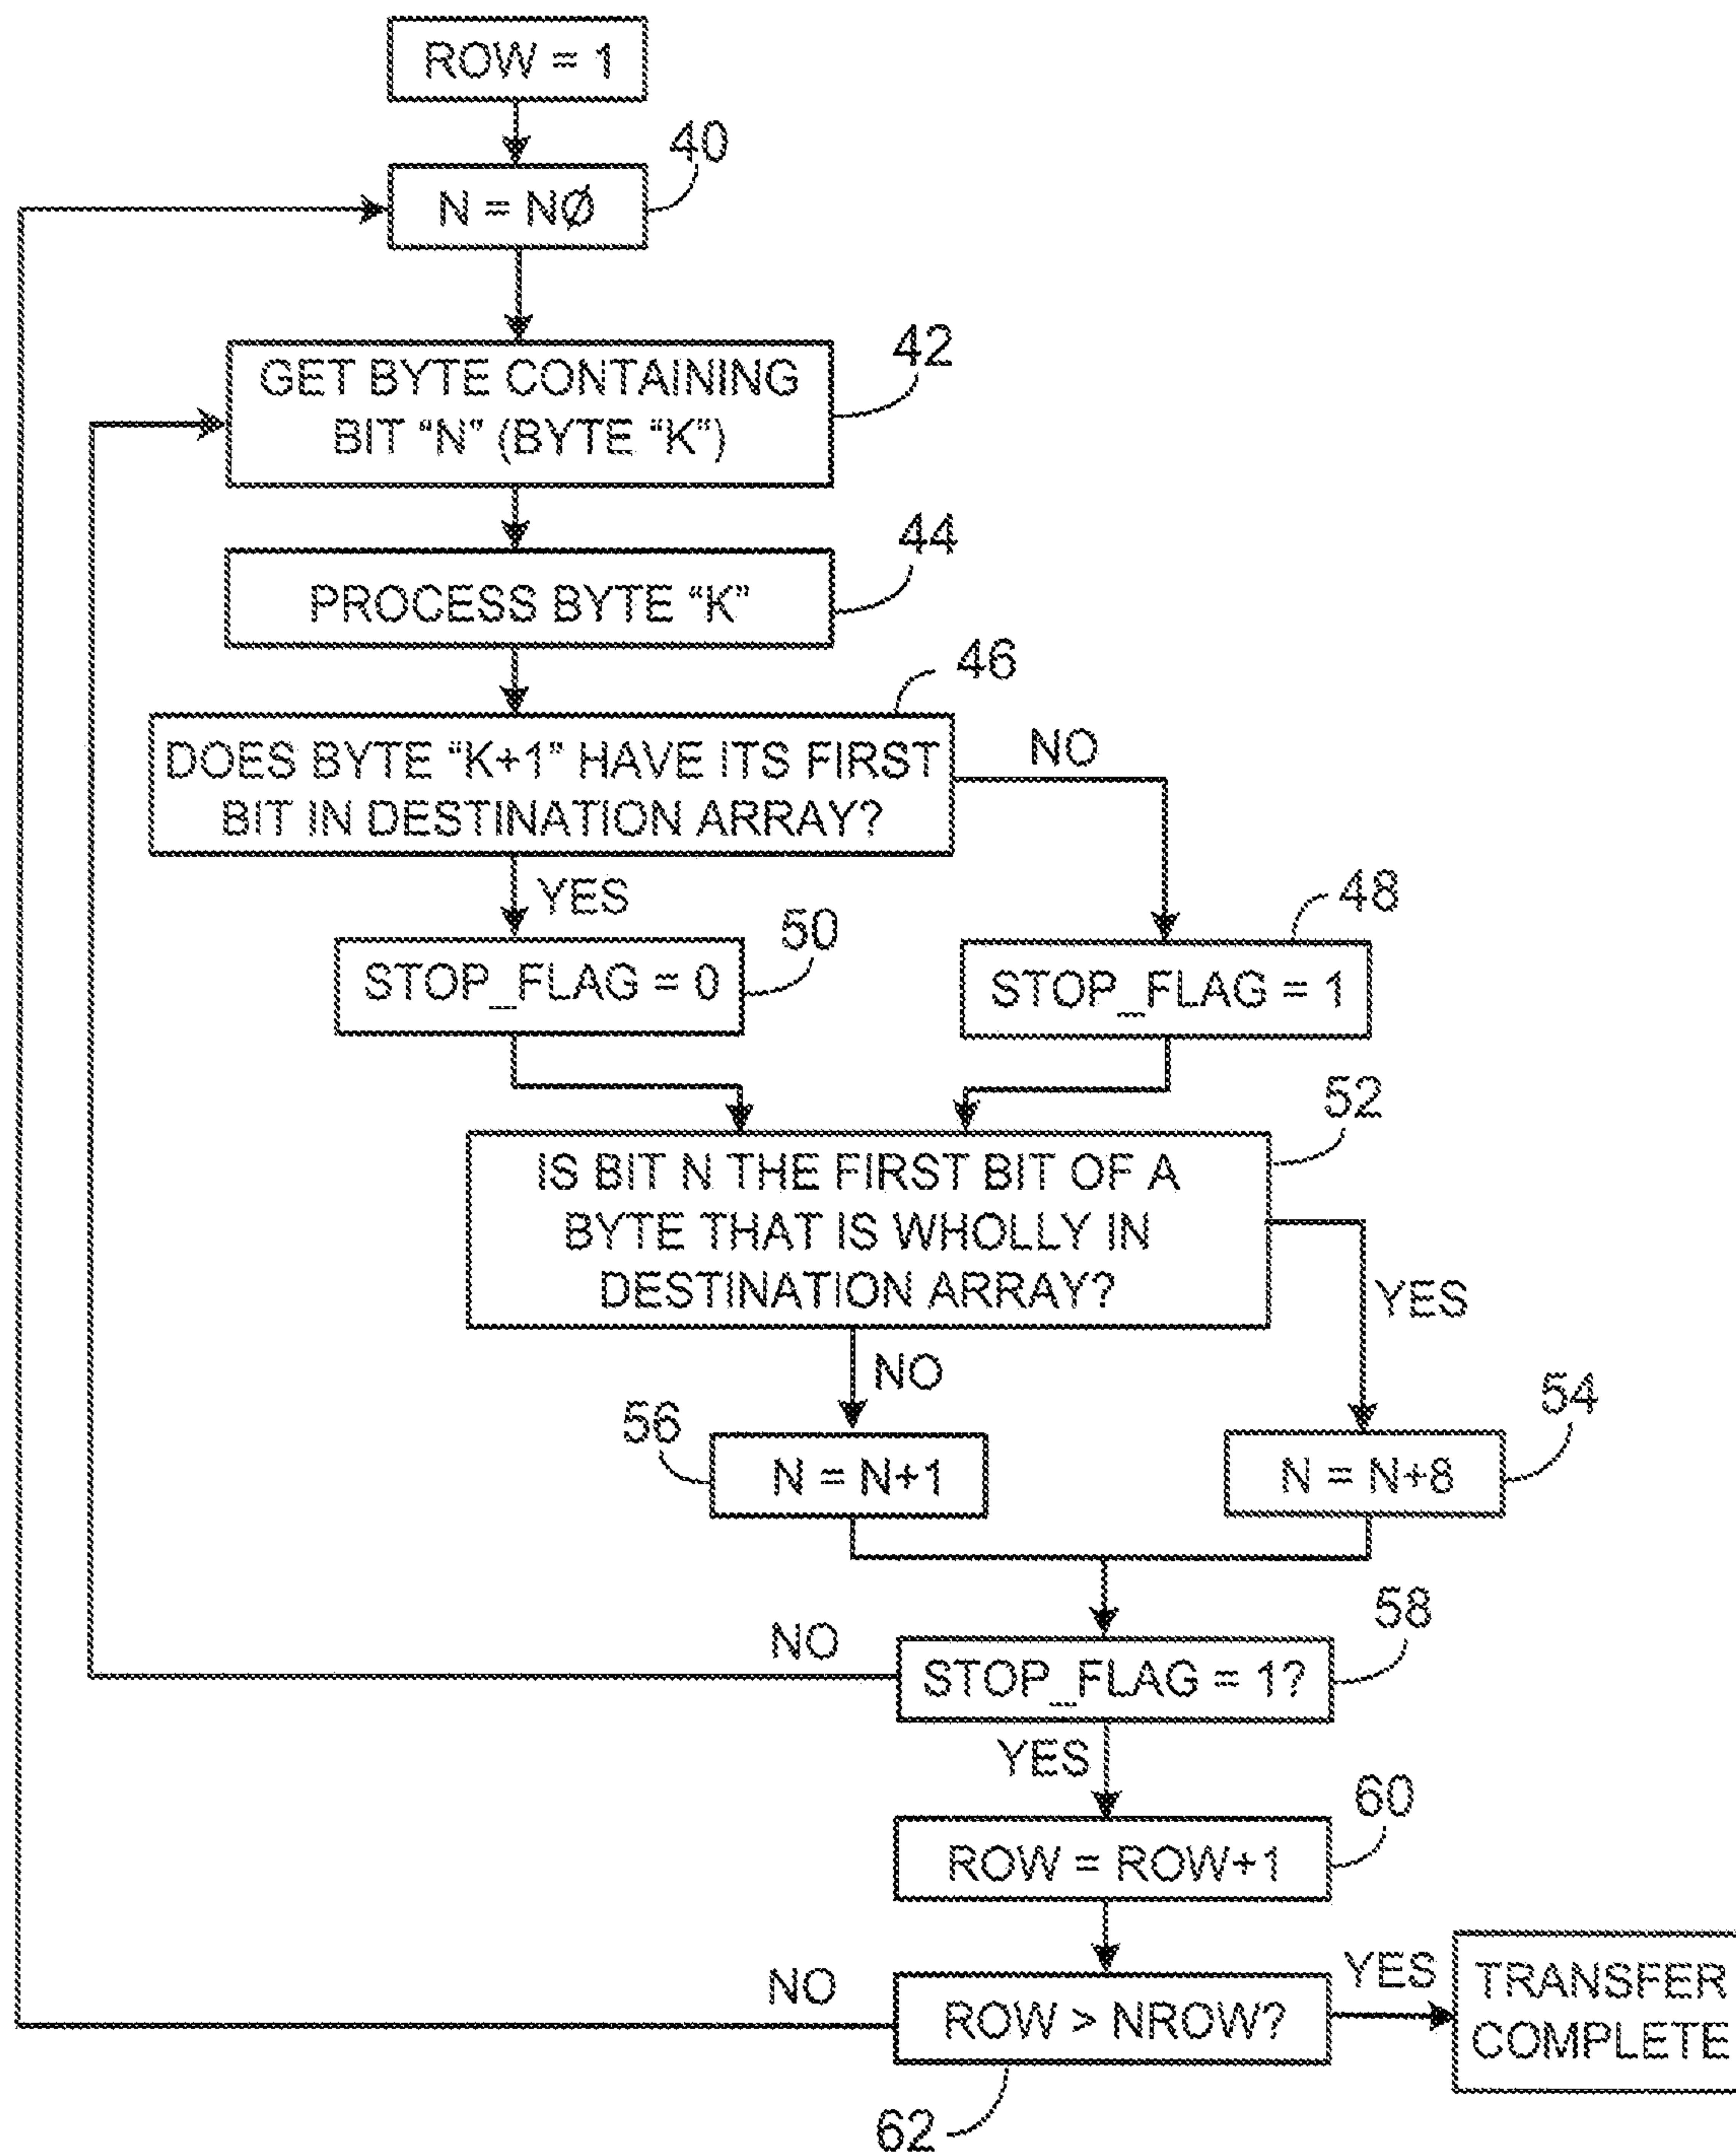 ROW = 1
40
N = NØ
42
GET BYTE CONTAINING
BIT “N” (BYTE “K”)
44
PROCESS BYTE “K”
46
DOES BYTE “K+1” HAVE ITS FIRST
BIT IN DESTINATION ARRAY?
NO
YES
50
48
STOP_FLAG = 0
STOP_FLAG = 1
52
IS BIT N THE FIRST BIT OF A
BYTE THAT IS WHOLLY IN
DESTINATION ARRAY?
YES
NO
56
54
N = N+1
N = N+8
58
NO
STOP_FLAG = 1?
YES
60
ROW = ROW+1
NO
ROW > NROW?
YES
TRANSFER
COMPLETE
62